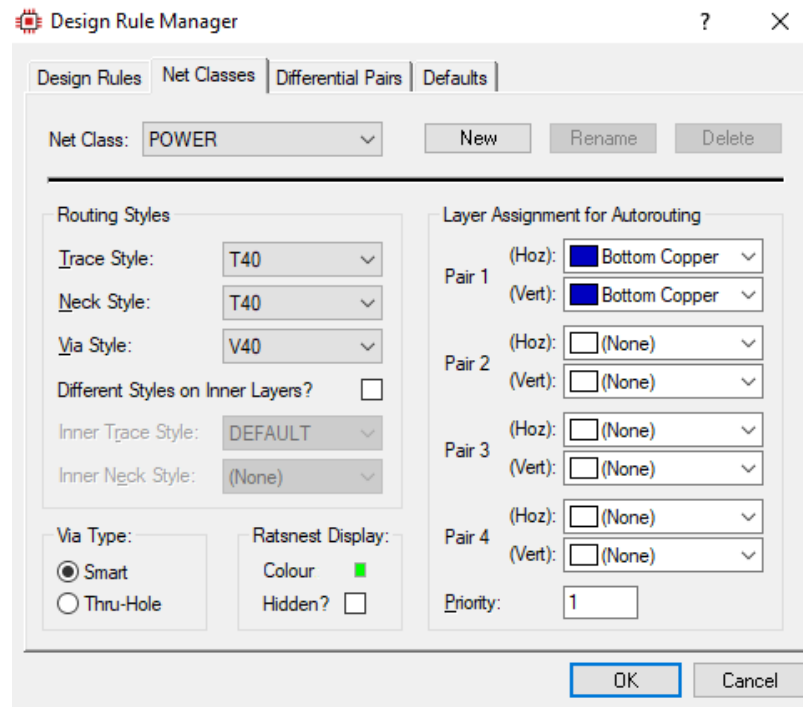 Design Rule Manager ? ×
Design Rules Net Classes Differential Pairs Defaults
Net Class: POWER New Rename Delete
Routing Styles
Trace Style: T40
Neck Style: T40
Via Style: V40
Different Styles on Inner Layers?
Inner Trace Style: DEFAULT
Inner Neck Style: (None)
Via Type:
Smart
Thru-Hole
Ratsnest Display:
Colour
Hidden?
Layer Assignment for Autorouting
Pair 1
(Hoz): Bottom Copper
(Vert): Bottom Copper
Pair 2
(Hoz): (None)
(Vert): (None)
Pair 3
(Hoz): (None)
(Vert): (None)
Pair 4
(Hoz): (None)
(Vert): (None)
Priority: 1
OK Cancel